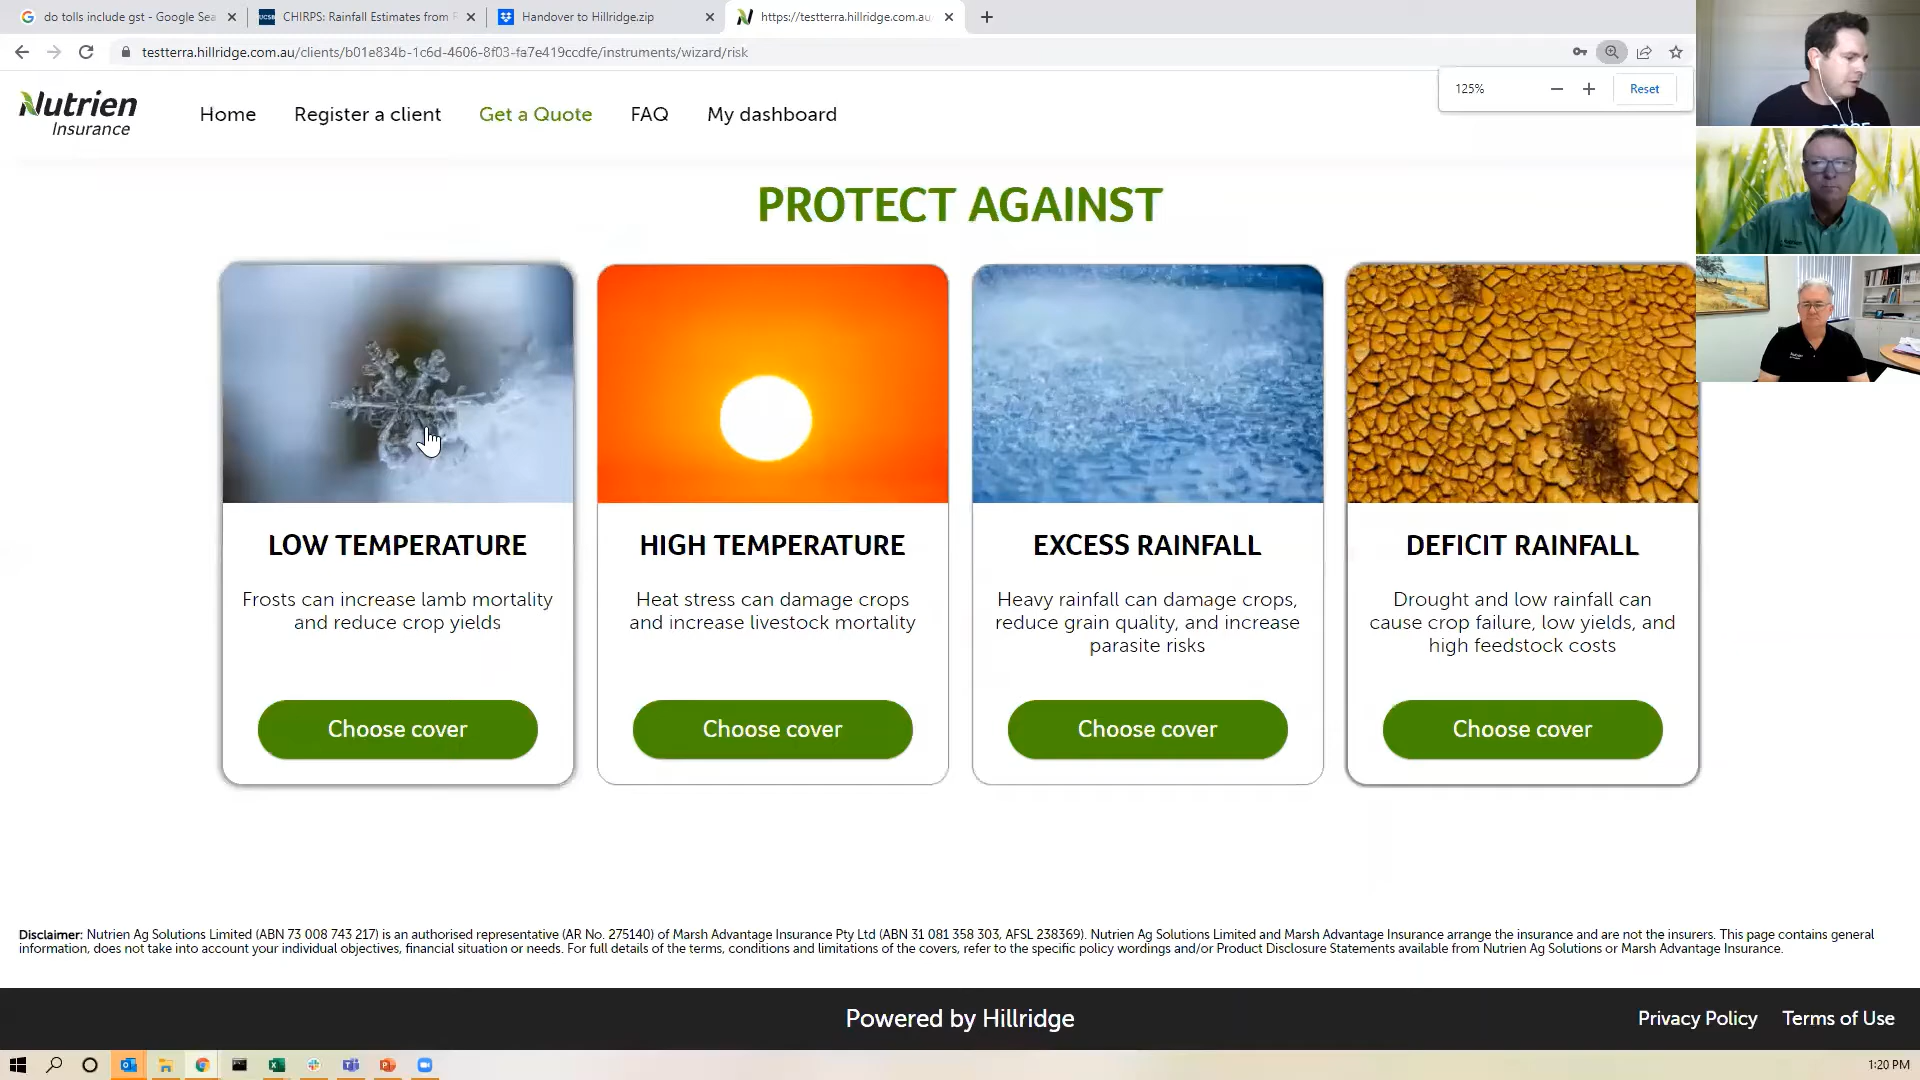 do tolls include gst - Google Sea
CHIRPS: Rainfall Estimates from
Handover to Hillridge.zip
https://testterra.hillridge.com.au
testterra.hillridge.com.au/clients/b01e834b-1c6d-4606-8f03-fa7e419ccdfe/instruments/wizard/risk
125%
Reset
Nutrien
Insurance
Home
Register a client
Get a Quote
FAQ
My dashboard
PROTECT AGAINST
LOW TEMPERATURE
Frosts can increase lamb mortality
and reduce crop yields
Choose cover
HIGH TEMPERATURE
Heat stress can damage crops
and increase livestock mortality
Choose cover
EXCESS RAINFALL
Heavy rainfall can damage crops,
reduce grain quality, and increase
parasite risks
Choose cover
DEFICIT RAINFALL
Drought and low rainfall can
cause crop failure, low yields, and
high feedstock costs
Choose cover
Disclaimer: Nutrien Ag Solutions Limited (ABN 73 008 743 217) is an authorised representative (AR No. 275140) of Marsh Advantage Insurance Pty Ltd (ABN 31 081 358 303, AFSL 238369). Nutrien Ag Solutions Limited and Marsh Advantage Insurance arrange the insurance and are not the insurers. This page contains general
information, does not take into account your individual objectives, financial situation or needs. For full details of the terms, conditions and limitations of the covers, refer to the specific policy wordings and/or Product Disclosure Statements available from Nutrien Ag Solutions or Marsh Advantage Insurance.
Powered by Hillridge
Privacy Policy
Terms of Use
1:20 PM